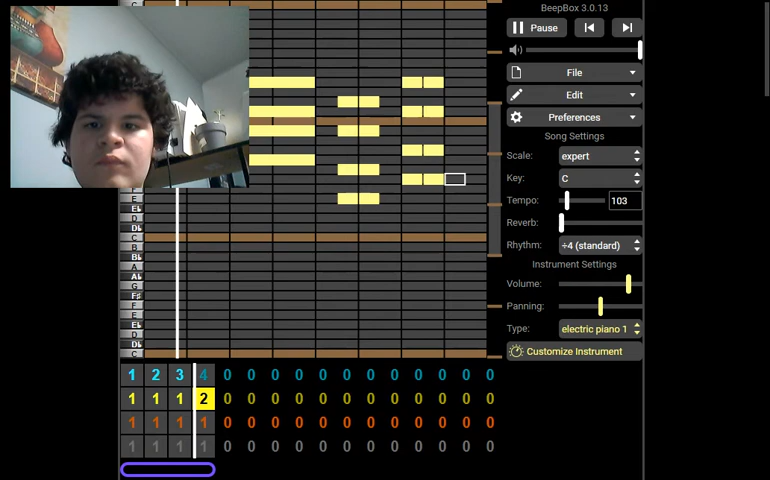 BeepBox 3.0.13
Pause
File
Edit
Preferences
Song Settings
Scale: expert
Key: C
Tempo: 103
Reverb:
Rhythm: ÷4 (standard)
Instrument Settings
Volume:
Panning:
Type: electric piano 1
Customize Instrument
C
E
E♭
D
D♭
C
B
B♭
A
A♭
G
F♯
F
E
E♭
D
D♭
C
1 2 3 4 0 0 0 0 0 0 0 0 0 0 0 0
1 1 1 2 0 0 0 0 0 0 0 0 0 0 0 0
1 1 1 1 0 0 0 0 0 0 0 0 0 0 0 0
1 1 1 1 0 0 0 0 0 0 0 0 0 0 0 0